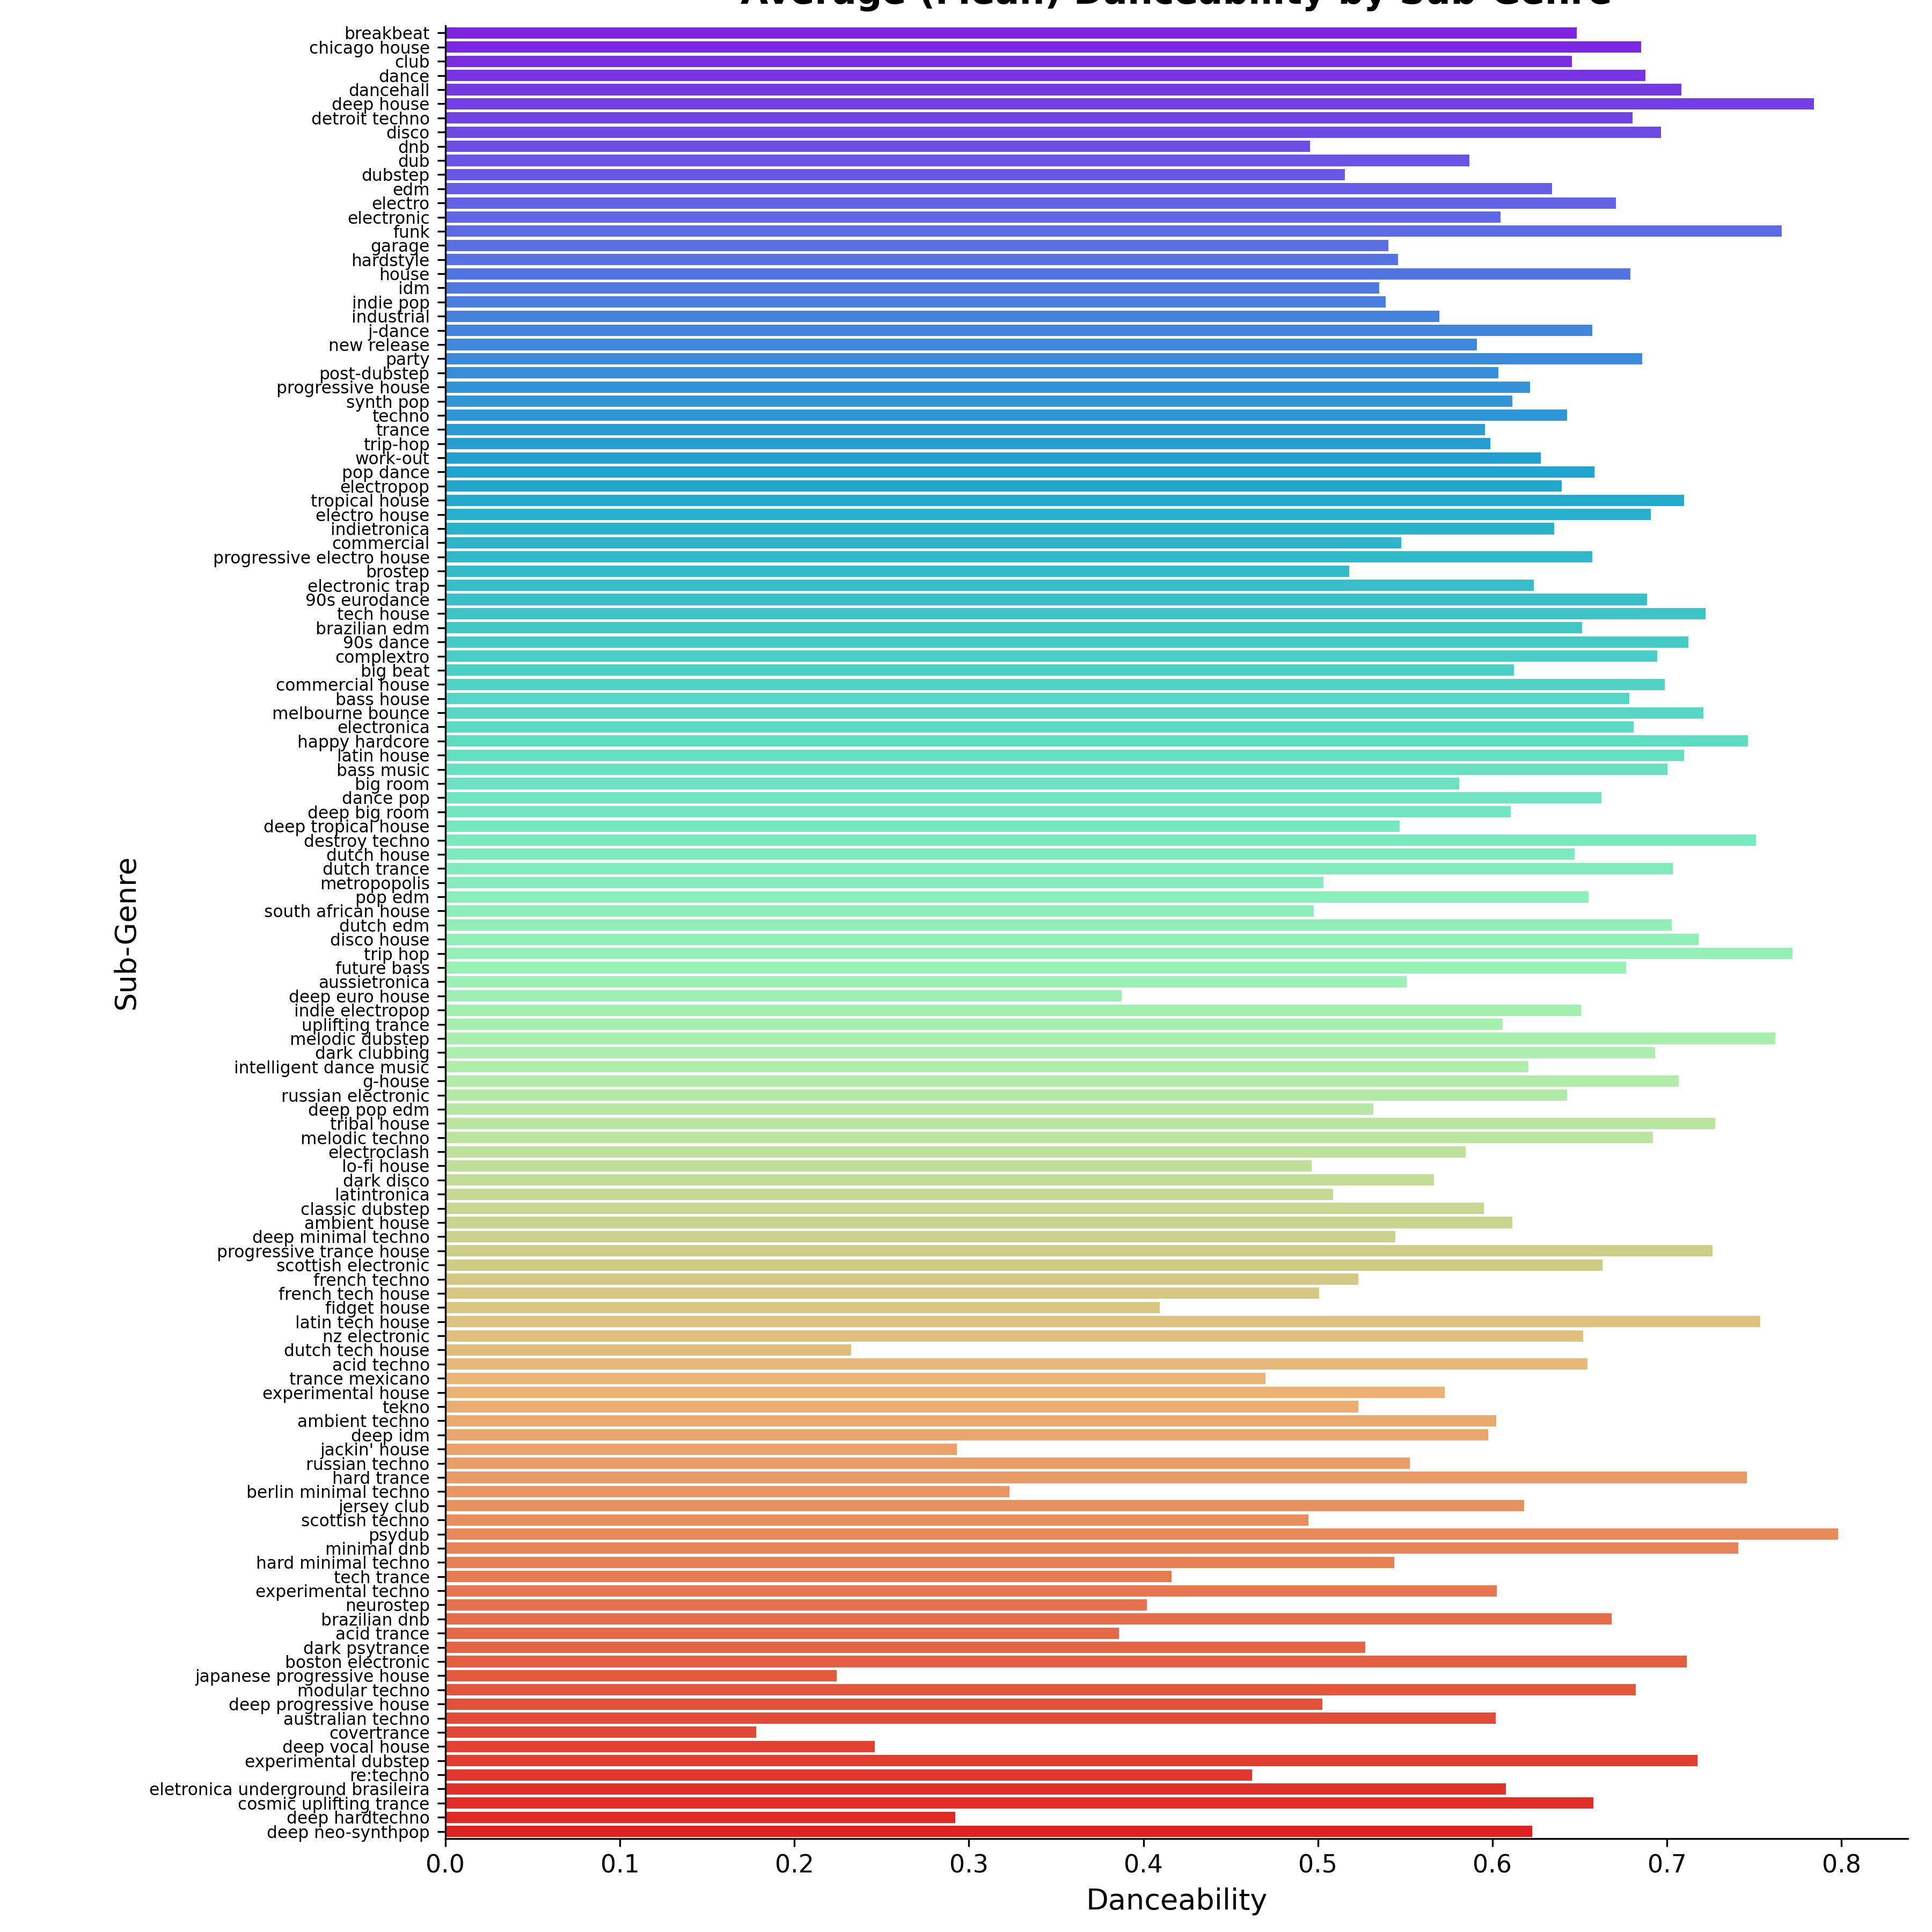 Average (Mean) Danceability by Sub-Genre
breakbeat
chicago house
club
dance
dancehall
deep house
detroit techno
disco
dnb
dub
dubstep
edm
electro
electronic
funk
garage
hardstyle
house
idm
indie pop
industrial
j-dance
new release
party
post-dubstep
progressive house
synth pop
techno
trance
trip-hop
work-out
pop dance
electropop
tropical house
electro house
indietronica
commercial
progressive electro house
brostep
electronic trap
90s eurodance
tech house
brazilian edm
90s dance
complextro
big beat
commercial house
bass house
melbourne bounce
electronica
happy hardcore
latin house
bass music
big room
dance pop
deep big room
deep tropical house
destroy techno
dutch house
dutch trance
metropopolis
pop edm
south african house
dutch edm
disco house
trip hop
future bass
aussietronica
deep euro house
indie electropop
uplifting trance
melodic dubstep
dark clubbing
intelligent dance music
g-house
russian electronic
deep pop edm
tribal house
melodic techno
electroclash
lo-fi house
dark disco
latintronica
classic dubstep
ambient house
deep minimal techno
progressive trance house
scottish electronic
french techno
french tech house
fidget house
latin tech house
nz electronic
dutch tech house
acid techno
trance mexicano
experimental house
tekno
ambient techno
deep idm
jackin' house
russian techno
hard trance
berlin minimal techno
jersey club
scottish techno
psydub
minimal dnb
hard minimal techno
tech trance
experimental techno
neurostep
brazilian dnb
acid trance
dark psytrance
boston electronic
japanese progressive house
modular techno
deep progressive house
australian techno
covertrance
deep vocal house
experimental dubstep
re:techno
eletronica underground brasileira
cosmic uplifting trance
deep hardtechno
deep neo-synthpop
Sub-Genre
0.0 0.1 0.2 0.3 0.4 0.5 0.6 0.7 0.8
Danceability